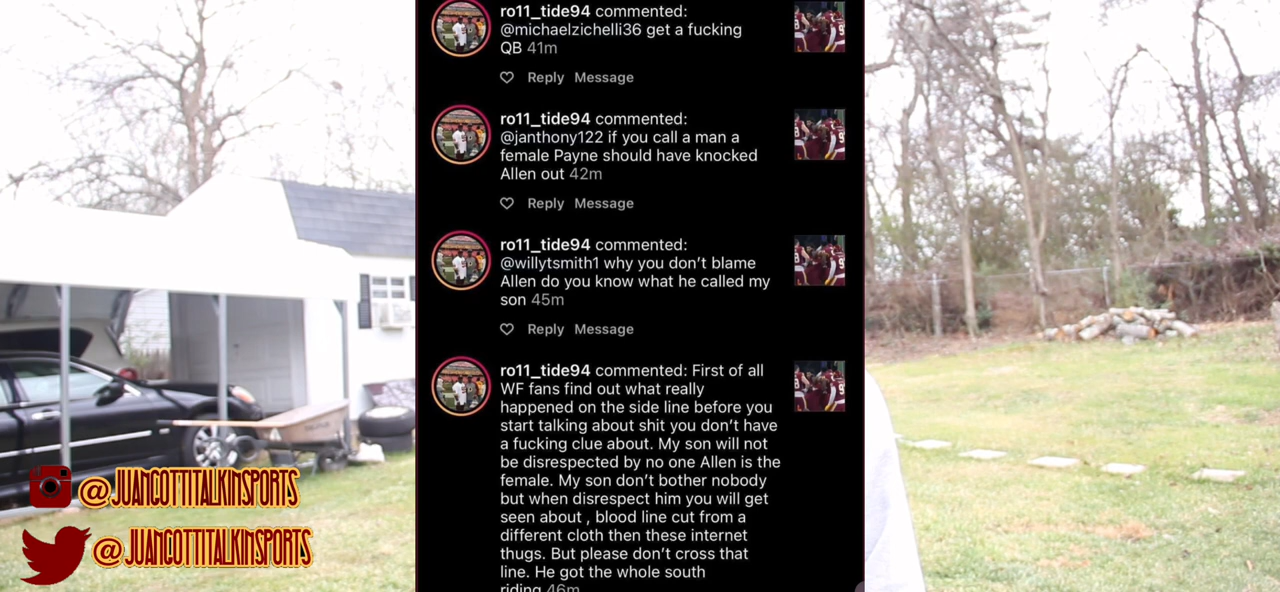 ro11_tide94 commented:
@michaelzichelli36 get a fucking
QB 41m
Reply Message
ro11_tide94 commented:
@janthony122 if you call a man a
female Payne should have knocked
Allen out 42m
Reply Message
ro11_tide94 commented:
@willytsmith1 why you don't blame
Allen do you know what he called my
son 45m
Reply Message
ro11_tide94 commented: First of all
WF fans find out what really
happened on the side line before you
start talking about shit you don't have
a fucking clue about. My son will not
be disrespected by no one Allen is the
female. My son don't bother nobody
but when disrespect him you will get
seen about , blood line cut from a
different cloth then these internet
thugs. But please don't cross that
line. He got the whole south
riding 46m
@JUANGOTTITALKINSPORTS
@JUANGOTTITALKINSPORTS